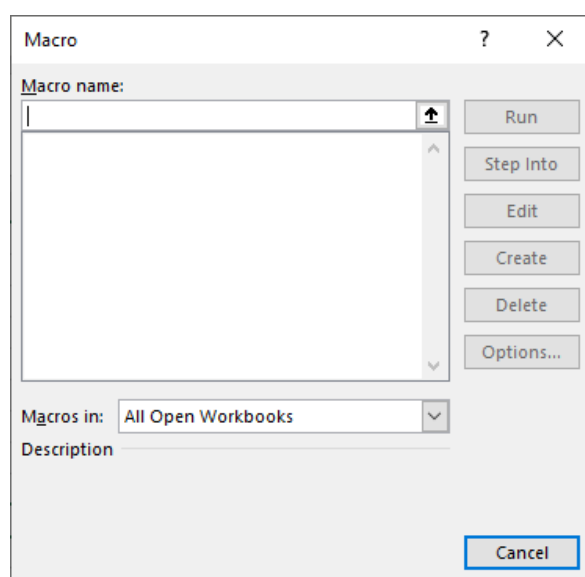 Macro ?
Macro name:
Run
Step Into
Edit
Create
Delete
Options...
Macros in: All Open Workbooks
Description
Cancel